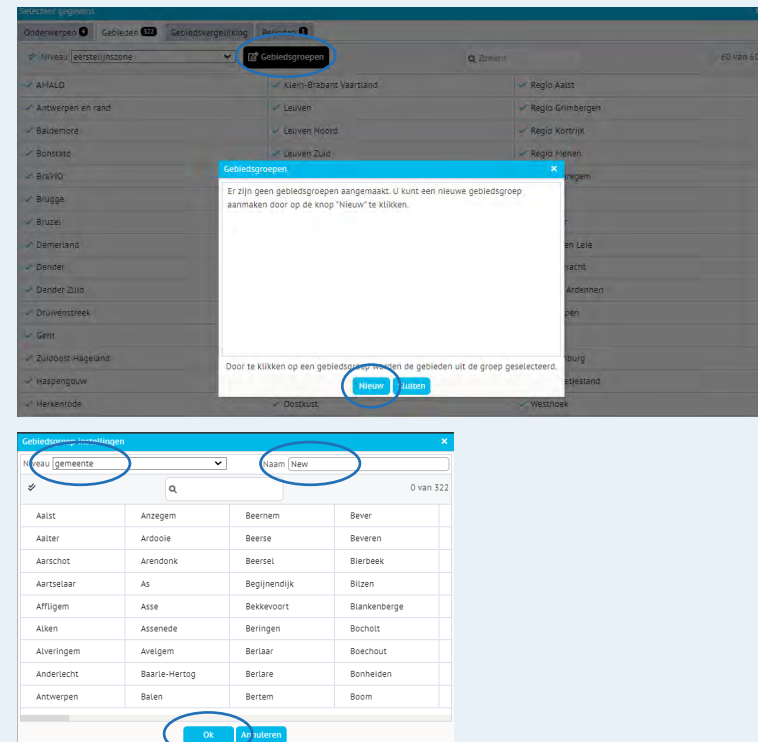 Selecteer gegevens
Onderwerpen Gebieden 322 Gebiedsvergelijking Perioden
Niveau eerstelijnszone Gebiedsgroepen Zoeken 60 van 60
AMALO Klein-Brabant Vaartland Regio Aalst
Antwerpen en rand Leuven Regio Grimbergen
Baldemore Leuven Noord Regio Kortrijk
Bonstato Leuven Zuid Regio Menen
BraViO
Brugge
Bruzel
Demerland
Dender
Dender Zuid
Druivenstreek
Gent
Zuidoost Hageland
Haspengouw
Herkenrode Oostkust Westhoek
Gebiedsgroepen ×
Er zijn geen gebiedsgroepen aangemaakt. U kunt een nieuwe gebiedsgroep
aanmaken door op de knop "Nieuw" te klikken.
Door te klikken op een gebiedsgroep worden de gebieden uit de groep geselecteerd.
Nieuw Sluiten
Gebiedsgroep instellingen ×
Niveau gemeente Naam New
0 van 322
Aalst Anzegem Beernem Bever
Aalter Ardooie Beerse Beveren
Aarschot Arendonk Beersel Bierbeek
Aartselaar As Begijnendijk Bilzen
Affligem Asse Bekkevoort Blankenberge
Alken Assenede Beringen Bocholt
Alveringem Avelgem Berlaar Boechout
Anderlecht Baarle-Hertog Berlare Bonheiden
Antwerpen Balen Bertem Boom
Ok Annuleren